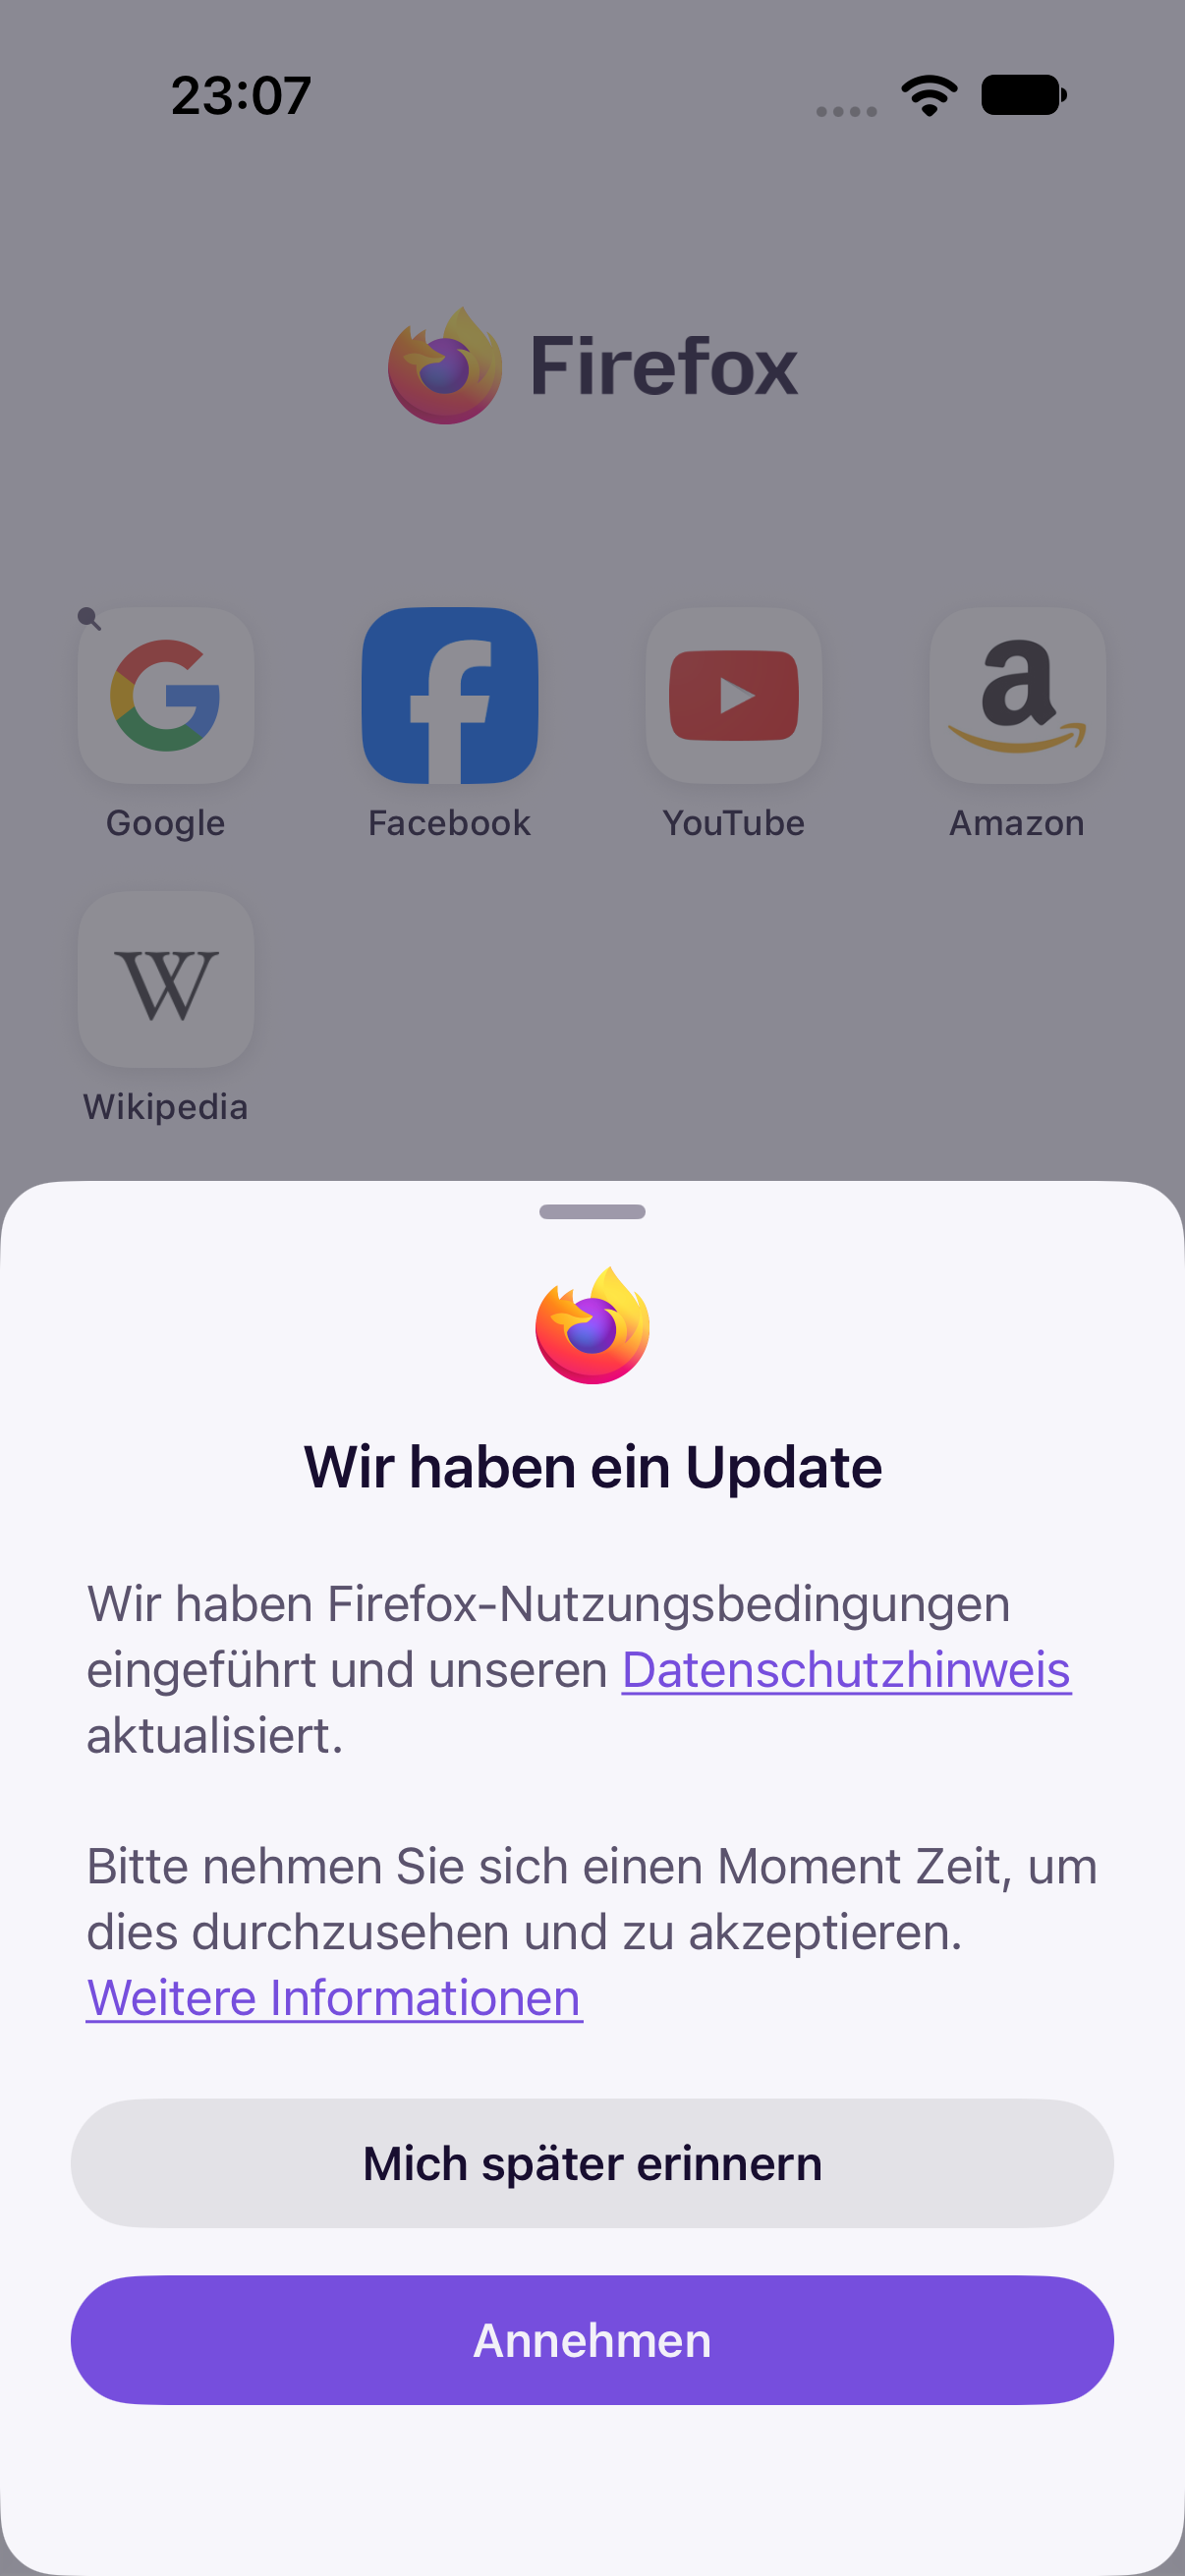 23:07
Firefox
Google
Facebook
YouTube
Amazon
W
Wikipedia
Wir haben ein Update
Wir haben Firefox-Nutzungsbedingungen
eingeführt und unseren Datenschutzhinweis
aktualisiert.
Bitte nehmen Sie sich einen Moment Zeit, um
dies durchzusehen und zu akzeptieren.
Weitere Informationen
Mich später erinnern
Annehmen